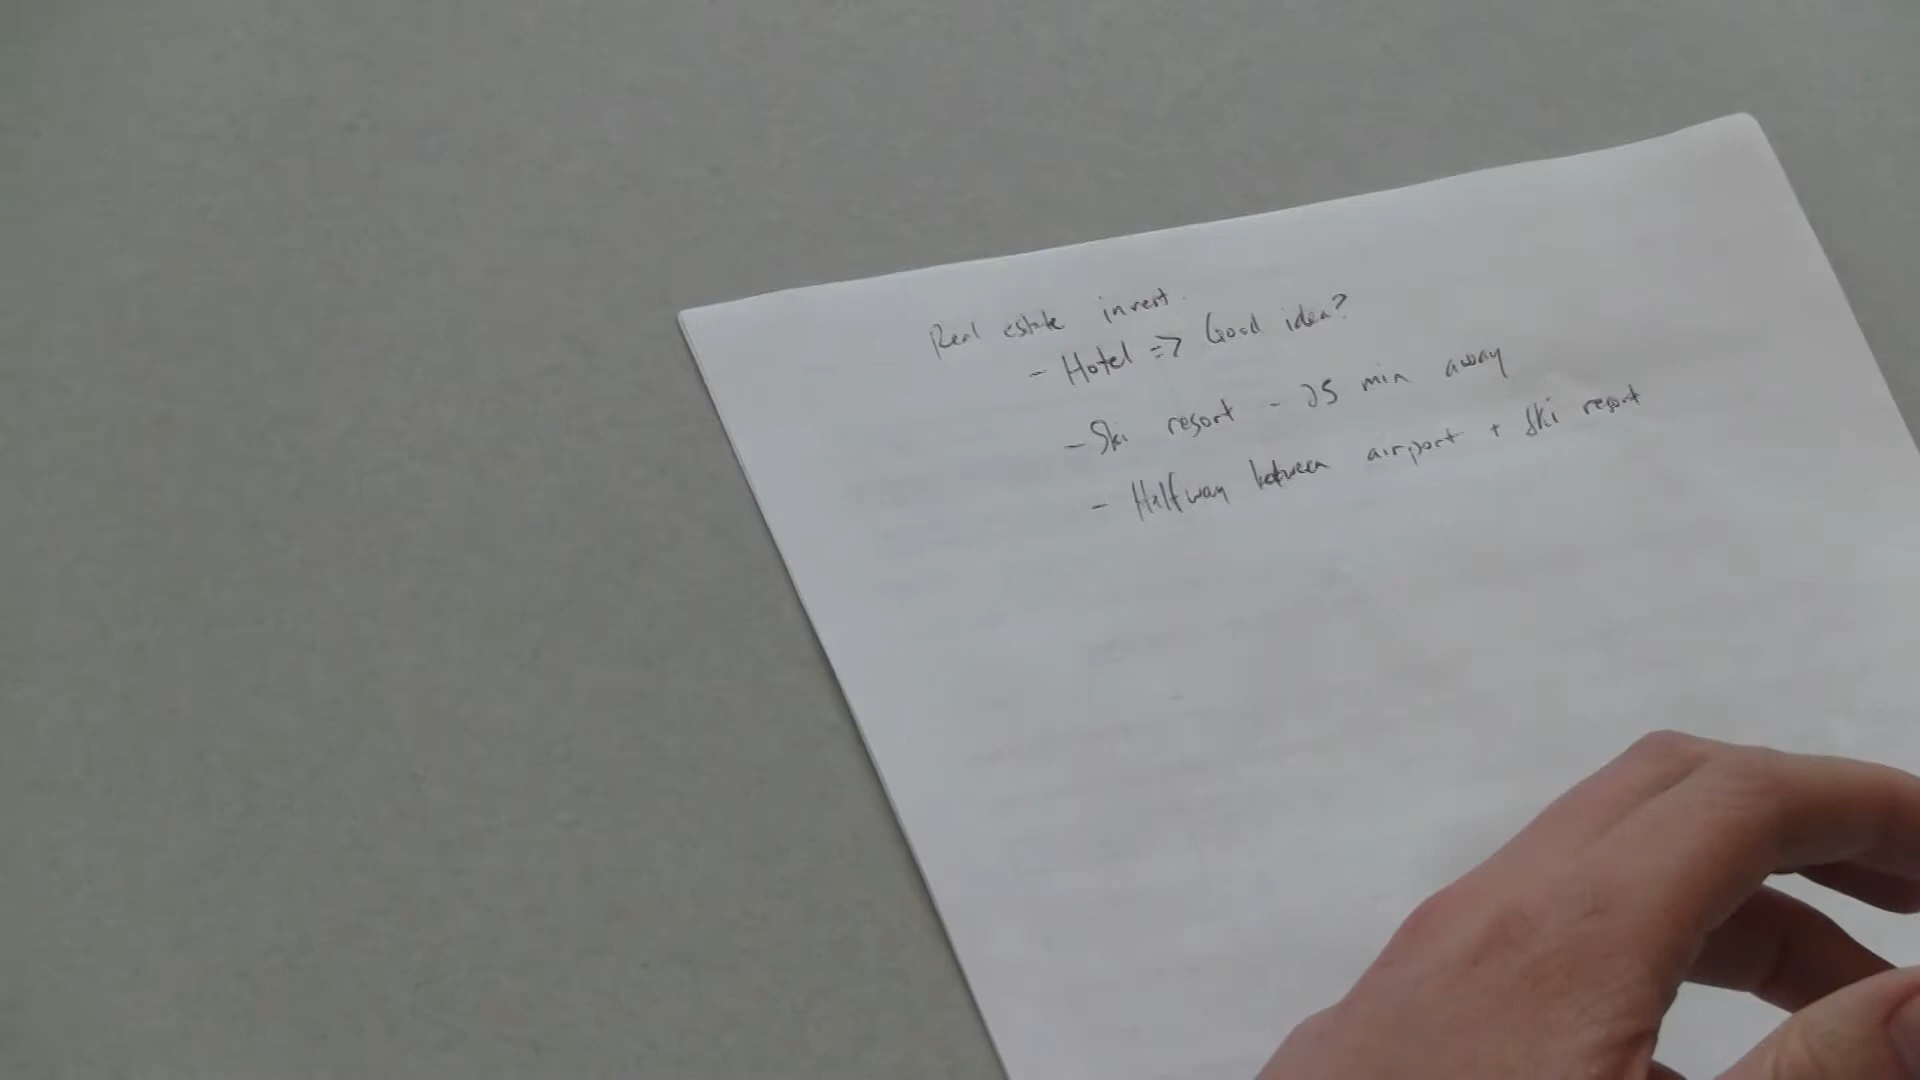 Real estate invest.
- Hotel => Good idea?
- Ski resort - 25 min away
- Halfway between airport + Ski resort